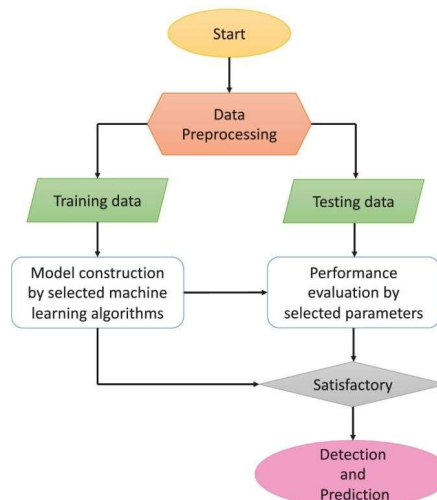 Start
Data
Preprocessing
Training data
Testing data
Model construction
by selected machine
learning algorithms
Performance
evaluation by
selected parameters
Satisfactory
Detection
and
Prediction